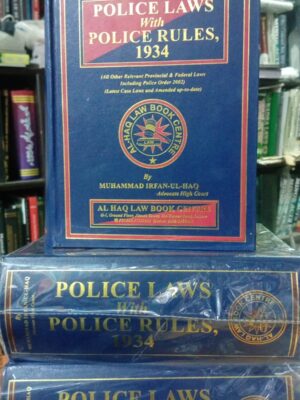 POLICE LAWS
With
POLICE RULES,
1934
(All Other Relevant Provincial & Federal Laws
Including Police Order 2002)
(Latest Case Laws and Amended up-to-date)
AL-HAQ LAW BOOK CENTRE
LAW
By
MUHAMMAD IRFAN-UL-HAQ
Advocate High Court
AL HAQ LAW BOOK CENTRE
POLICE LAWS
With
POLICE RULES,
1934
POLICE LAWS
With